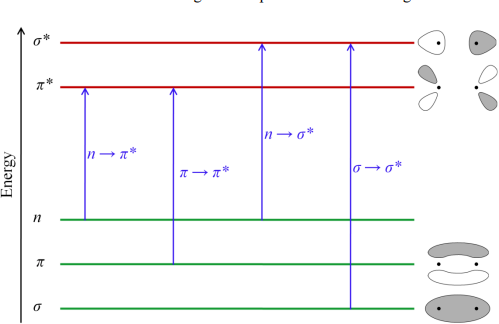 σ*
π*
n → π*
π → π*
n → σ*
σ → σ*
Energy
n
π
σ